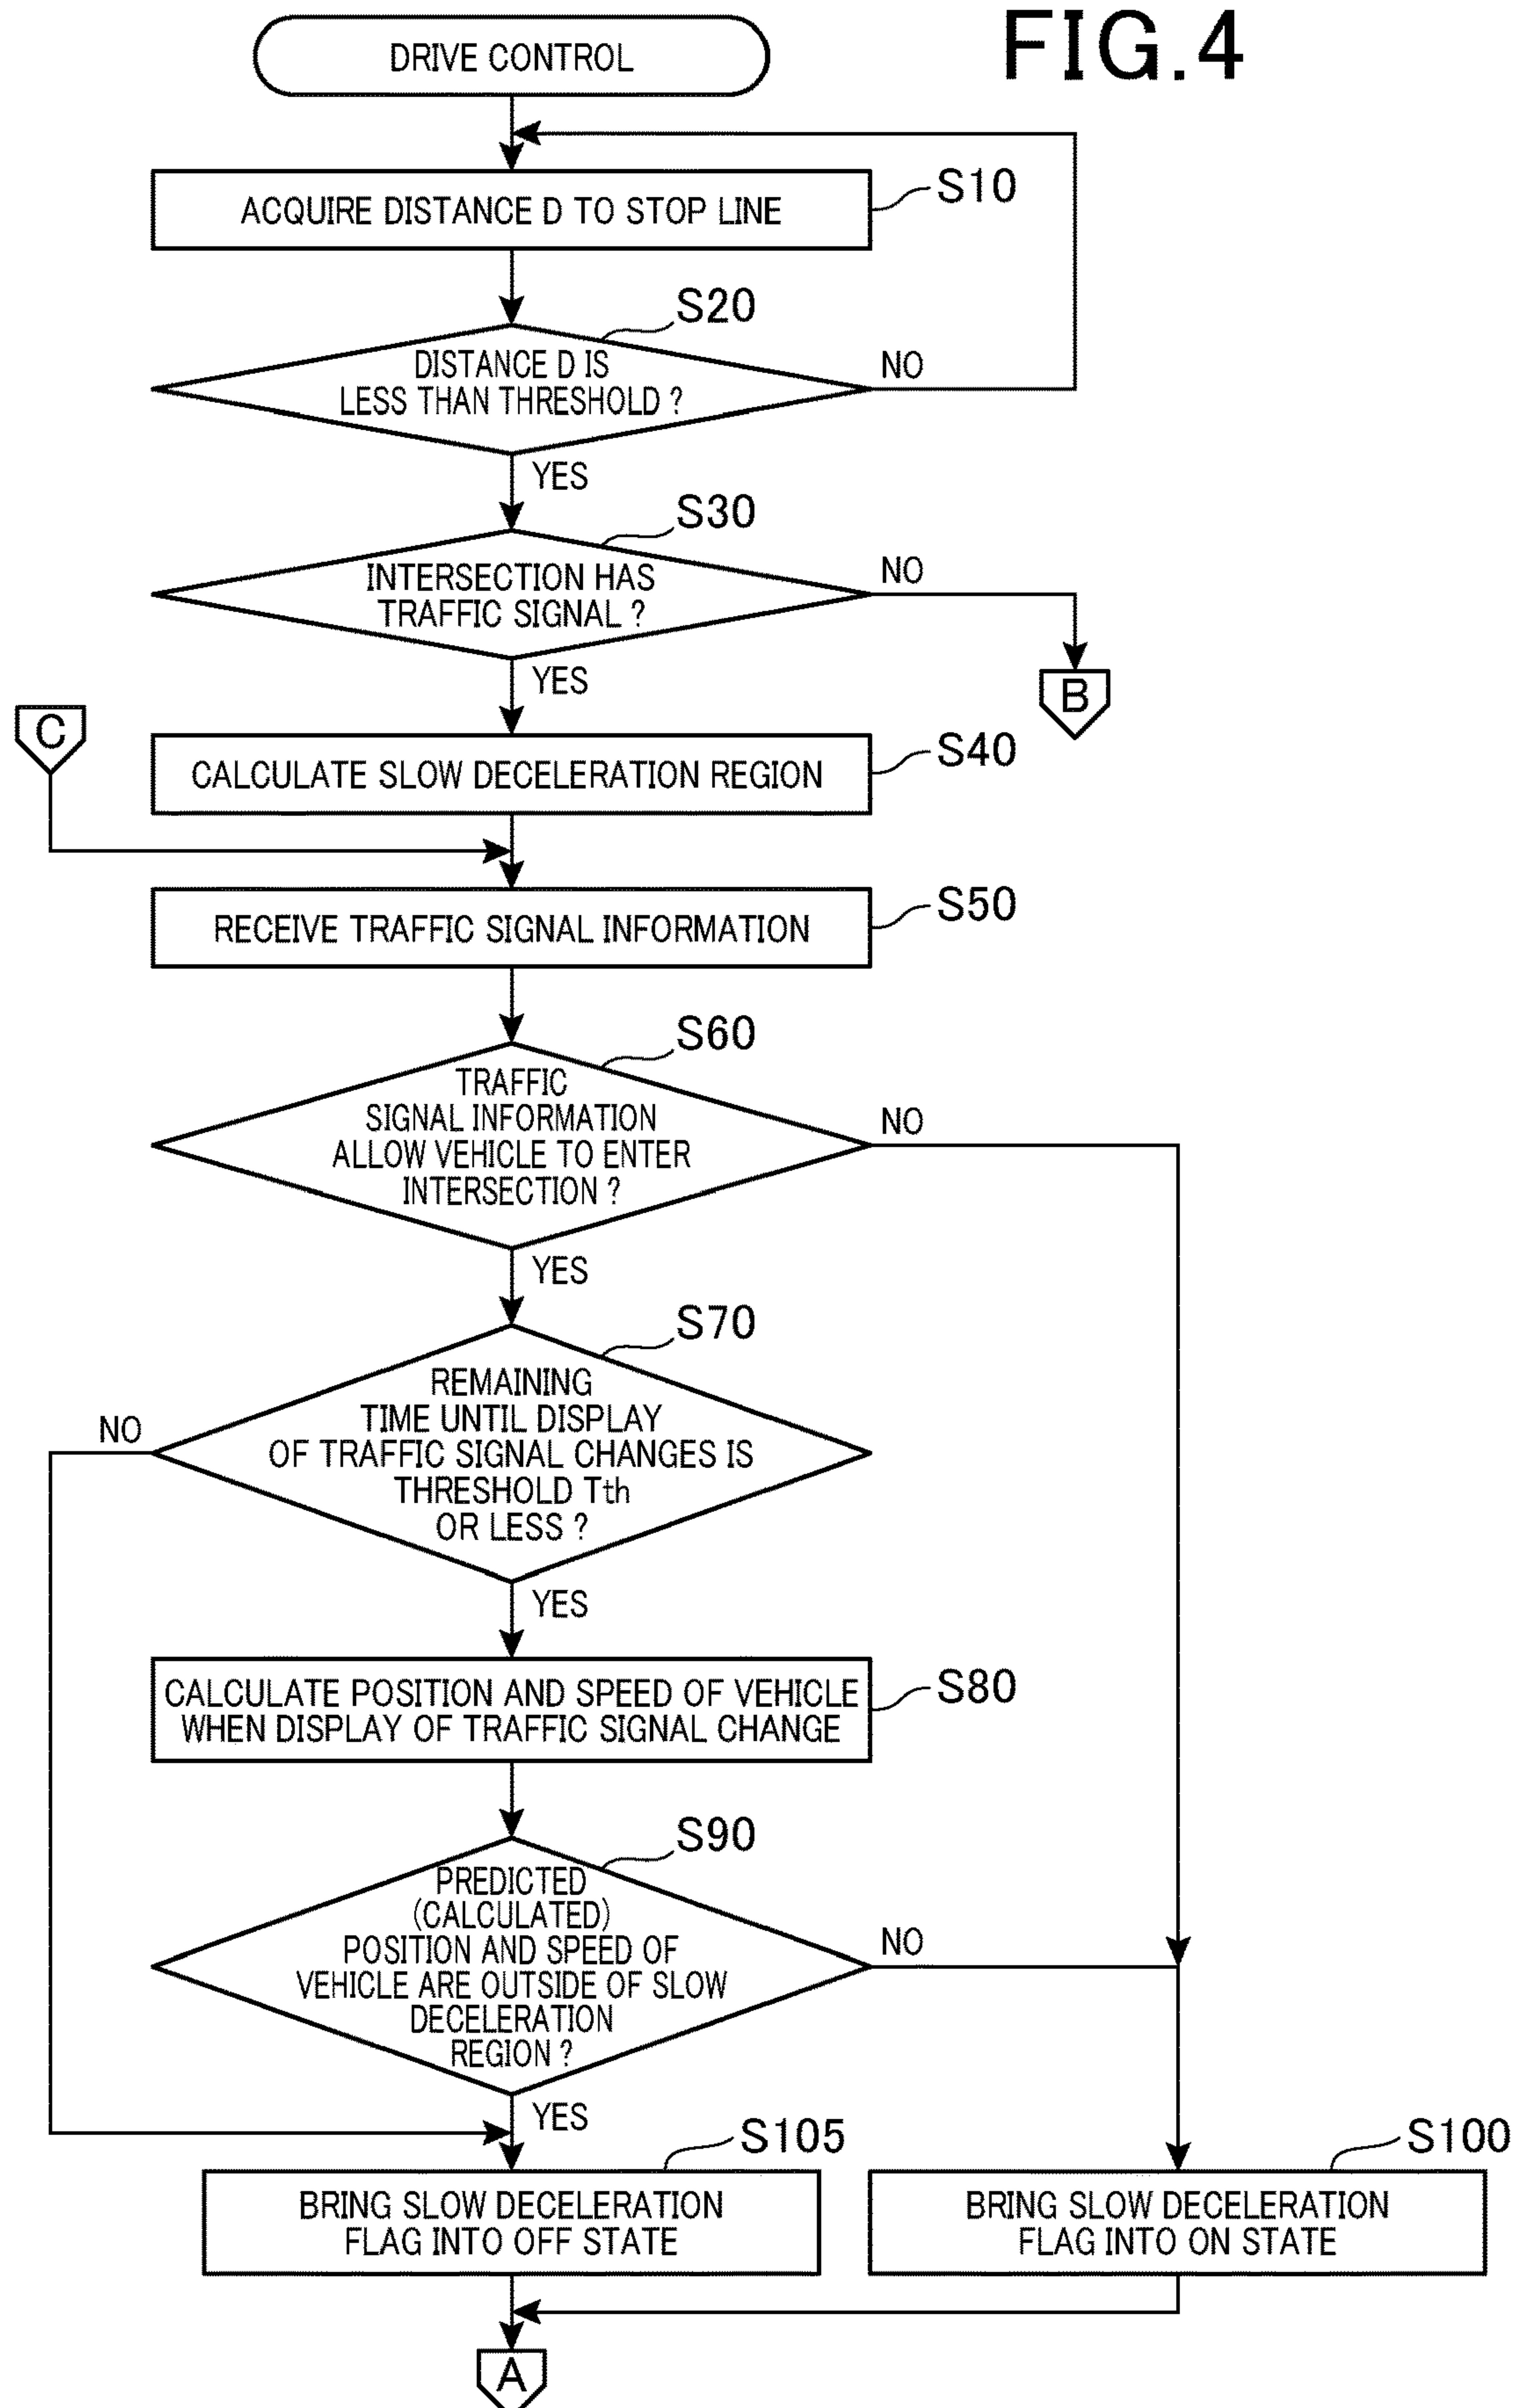 FIG.4
DRIVE CONTROL
ACQUIRE DISTANCE D TO STOP LINE
S10
S20
DISTANCE D IS
LESS THAN THRESHOLD ?
NO
YES
S30
INTERSECTION HAS
TRAFFIC SIGNAL ?
NO
YES
B
C
S40
CALCULATE SLOW DECELERATION REGION
S50
RECEIVE TRAFFIC SIGNAL INFORMATION
S60
TRAFFIC
SIGNAL INFORMATION
ALLOW VEHICLE TO ENTER
INTERSECTION ?
NO
YES
S70
REMAINING
TIME UNTIL DISPLAY
OF TRAFFIC SIGNAL CHANGES IS
THRESHOLD Tth
OR LESS ?
NO
YES
S80
CALCULATE POSITION AND SPEED OF VEHICLE
WHEN DISPLAY OF TRAFFIC SIGNAL CHANGE
S90
PREDICTED
(CALCULATED)
POSITION AND SPEED OF
VEHICLE ARE OUTSIDE OF SLOW
DECELERATION
REGION ?
NO
YES
S105
BRING SLOW DECELERATION
FLAG INTO OFF STATE
S100
BRING SLOW DECELERATION
FLAG INTO ON STATE
A